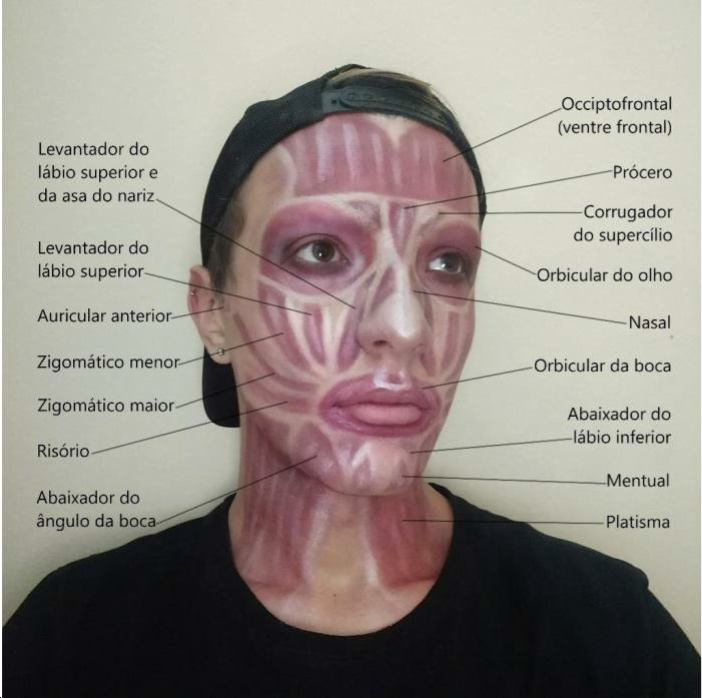 Levantador do
lábio superior e
da asa do nariz
Levantador do
lábio superior
Auricular anterior
Zigomático menor
Zigomático maior
Risório
Abaixador do
ângulo da boca
Occiptofrontal
(ventre frontal)
Prócero
Corrugador
do supercílio
Orbicular do olho
Nasal
Orbicular da boca
Abaixador do
lábio inferior
Mentual
Platisma